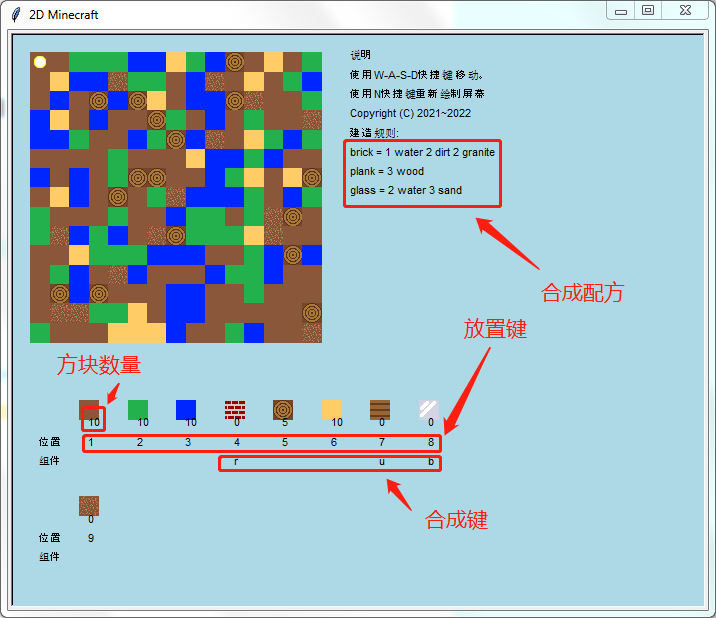 2D Minecraft
说明
使用W-A-S-D快捷键移动。
使用N快捷键重新绘制屏幕
Copyright (C) 2021~2022
建造规则:
brick = 1 water 2 dirt 2 granite
plank = 3 wood
glass = 2 water 3 sand
合成配方
放置键
方块数量
10 10 10 0 5 10 0 0
位置 1 2 3 4 5 6 7 8
组件 r u b
合成键
0
位置 9
组件